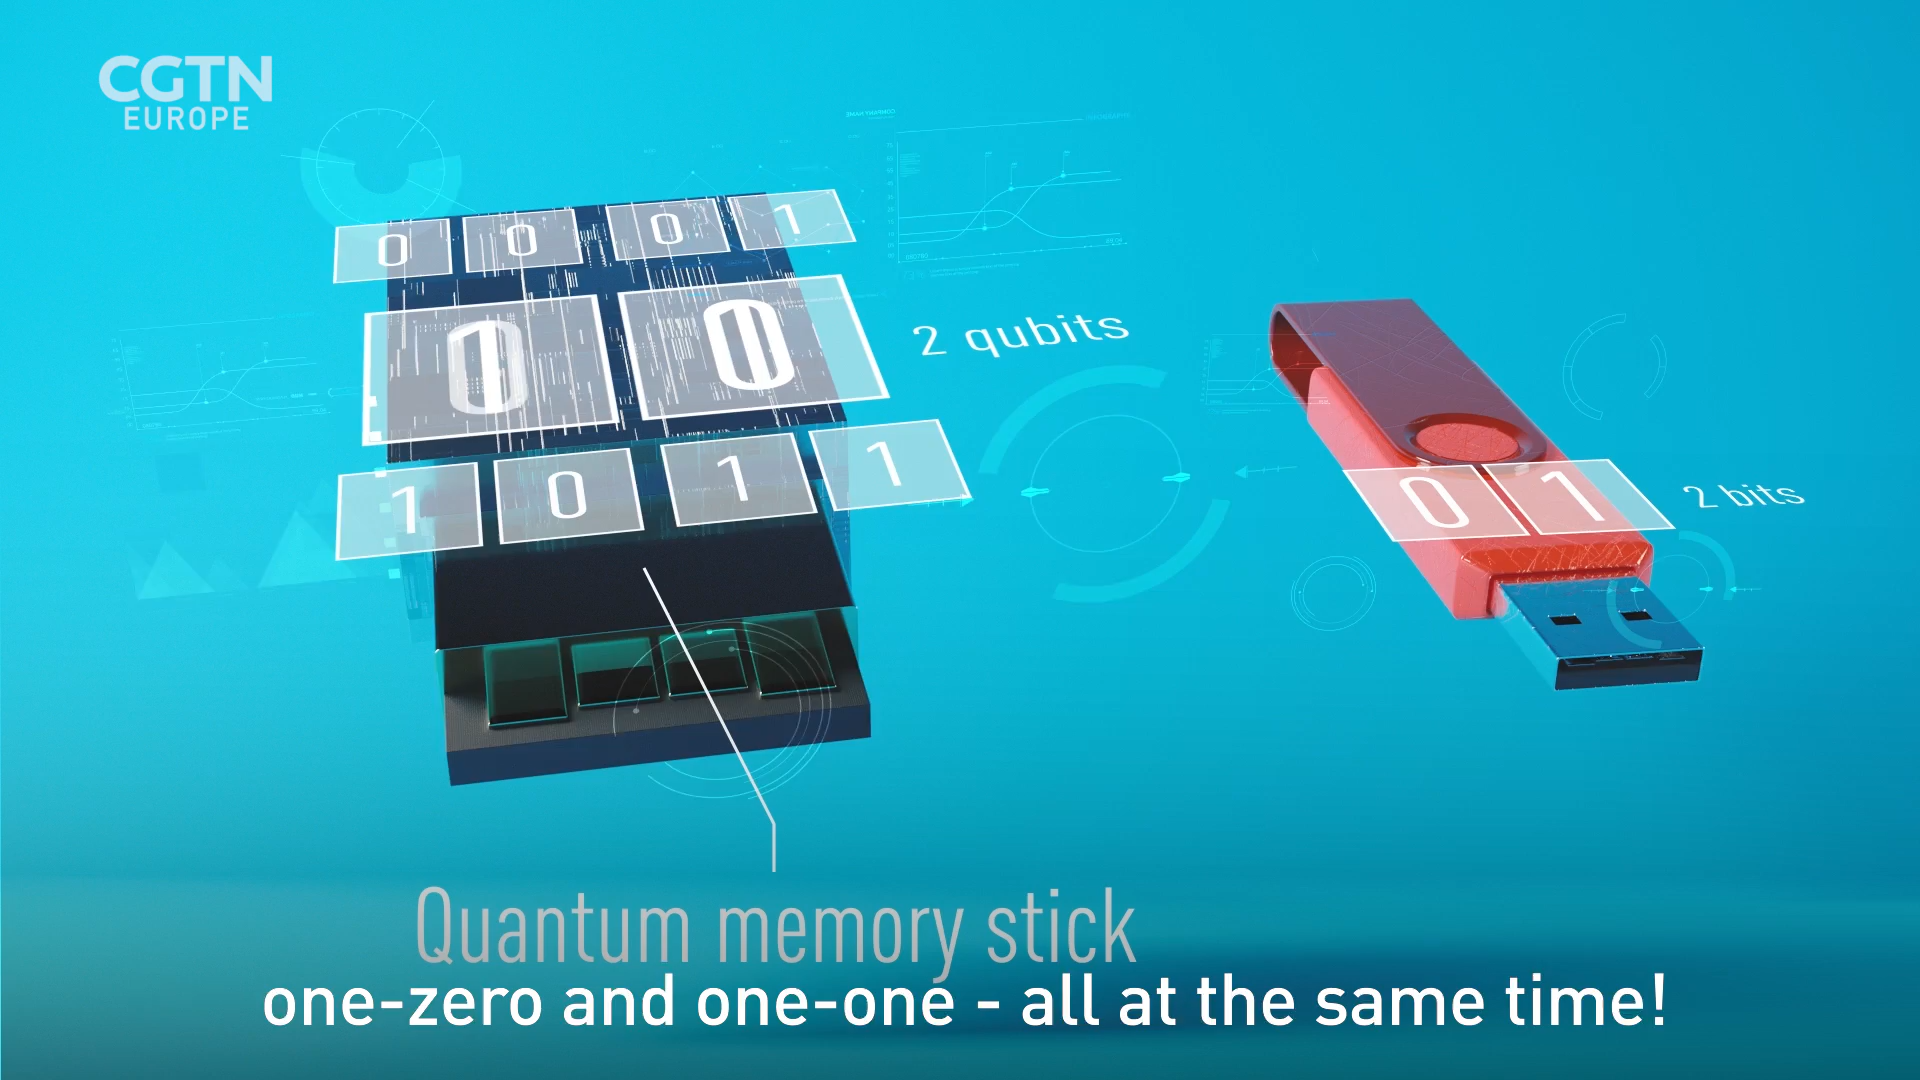 CGTN
EUROPE
0 0 0 1
1 0
2 qubits
1 0 1 1
0 1
2 bits
Quantum memory stick
one-zero and one-one - all at the same time!